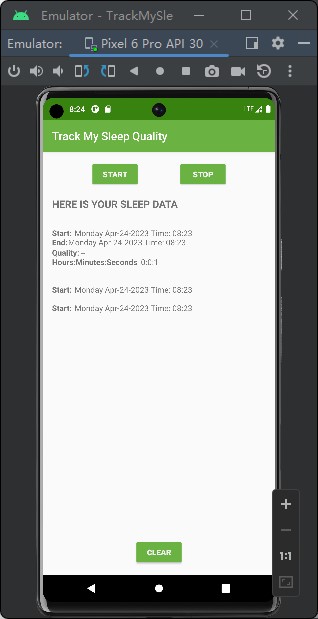 Emulator - TrackMySle
Emulator: Pixel 6 Pro API 30
8:24 LTE
Track My Sleep Quality
START STOP
HERE IS YOUR SLEEP DATA
Start: Monday Apr-24-2023 Time: 08:23
End:Monday Apr-24-2023 Time: 08:23
Quality: --
Hours:Minutes:Seconds: 0:0:1
Start: Monday Apr-24-2023 Time: 08:23
Start: Monday Apr-24-2023 Time: 08:23
1:1
CLEAR